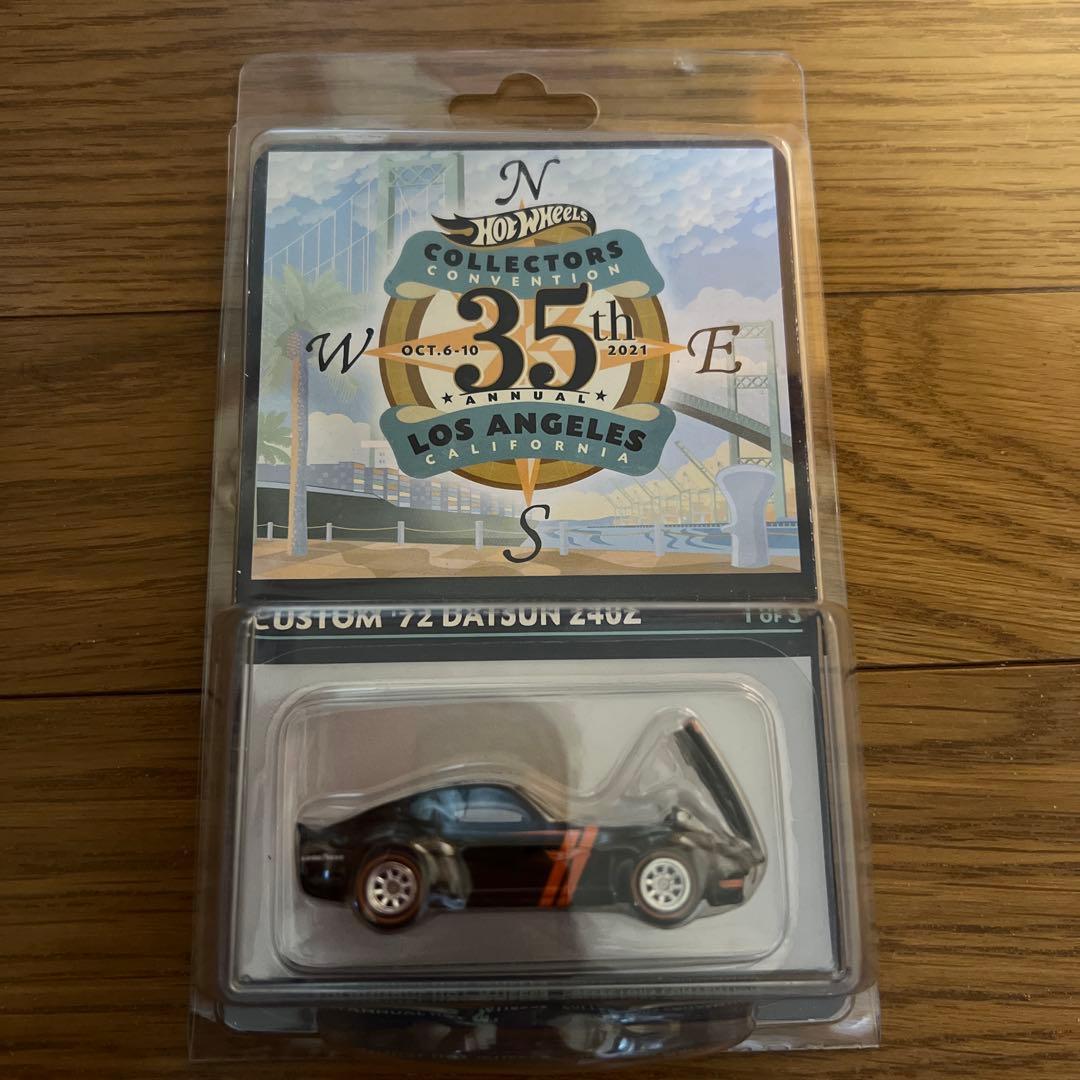 N
HOT WHEELS
COLLECTORS
CONVENTION
35th
W OCT.6-10 2021 E
★ ANNUAL ★
LOS ANGELES
CALIFORNIA
S
CUSTOM '72 DATSUN 240Z 1 OF 3